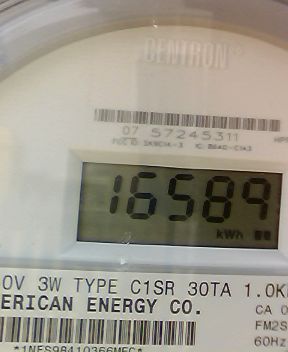 CENTRON
07 57245311
16589
kWh
0V 3W TYPE C1SR 30TA 1.0K
ERICAN ENERGY CO.
CA 0
FM2S
60Hz